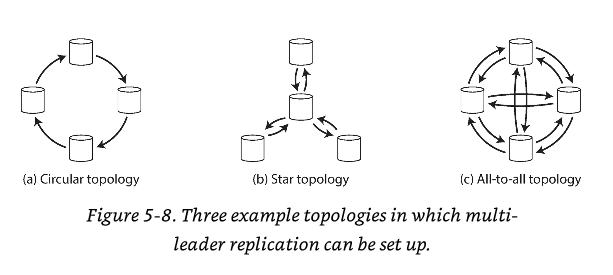 (a) Circular topology
(b) Star topology
(c) All-to-all topology
Figure 5-8. Three example topologies in which multi-
leader replication can be set up.